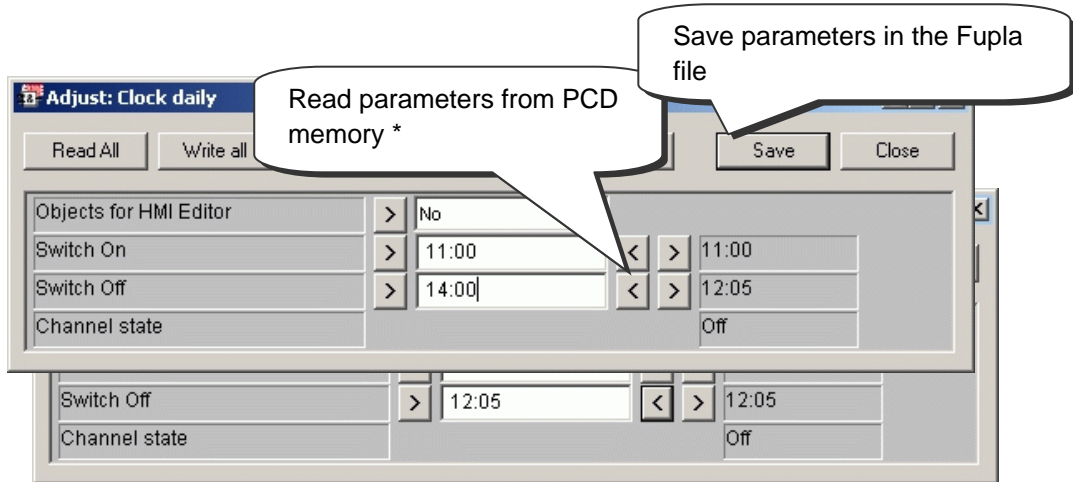 Save parameters in the Fupla
file
Adjust: Clock daily
Read parameters from PCD
memory *
Read All Write all Save Close
Objects for HMI Editor > No
Switch On > 11:00 < > 11:00
Switch Off > 14:00 < > 12:05
Channel state Off
Switch Off > 12:05 < > 12:05
Channel state Off